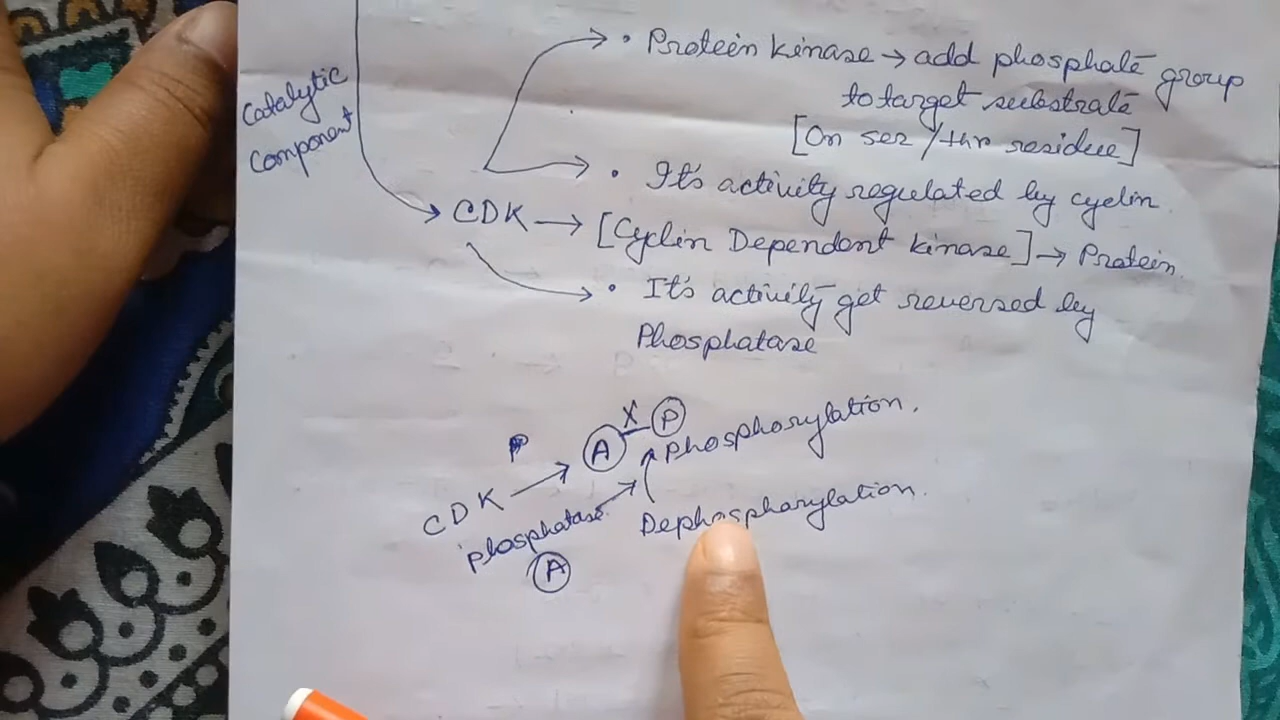 • Protein kinase → add phosphate group
to target substrate
[On ser/thr residue]
Catalytic
component
• It's activity regulated by cyclin
CDK → [Cyclin Dependent kinase] → Protein
• It's activity get reversed by
Phosphatase
X
A P
P
Phosphorylation.
CDK
phosphatase
Dephosphorylation.
A